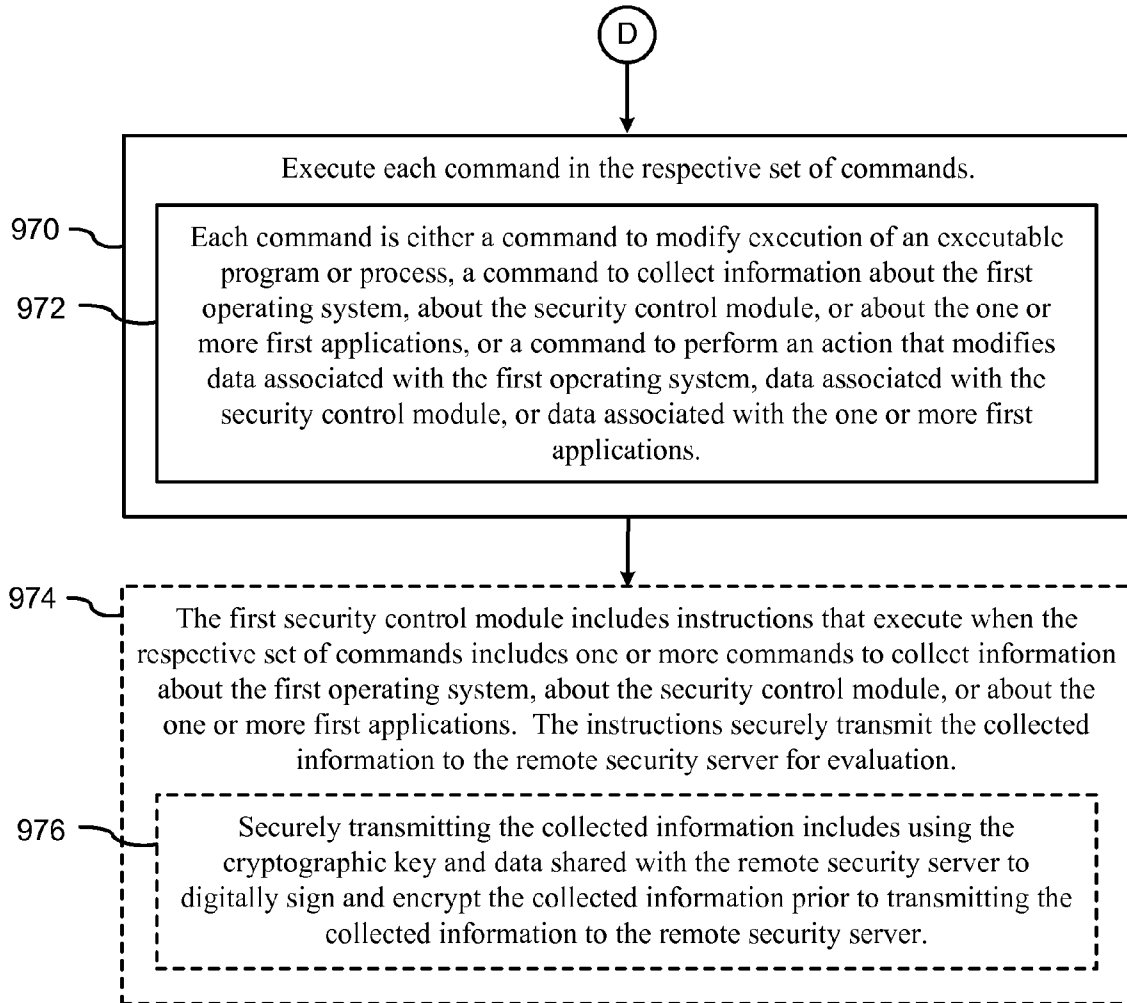 D
Execute each command in the respective set of commands.
970
Each command is either a command to modify execution of an executable
program or process, a command to collect information about the first
972
operating system, about the security control module, or about the one or
more first applications, or a command to perform an action that modifies
data associated with the first operating system, data associated with the
security control module, or data associated with the one or more first
applications.
974
The first security control module includes instructions that execute when the
respective set of commands includes one or more commands to collect information
about the first operating system, about the security control module, or about the
one or more first applications. The instructions securely transmit the collected
information to the remote security server for evaluation.
976
Securely transmitting the collected information includes using the
cryptographic key and data shared with the remote security server to
digitally sign and encrypt the collected information prior to transmitting the
collected information to the remote security server.